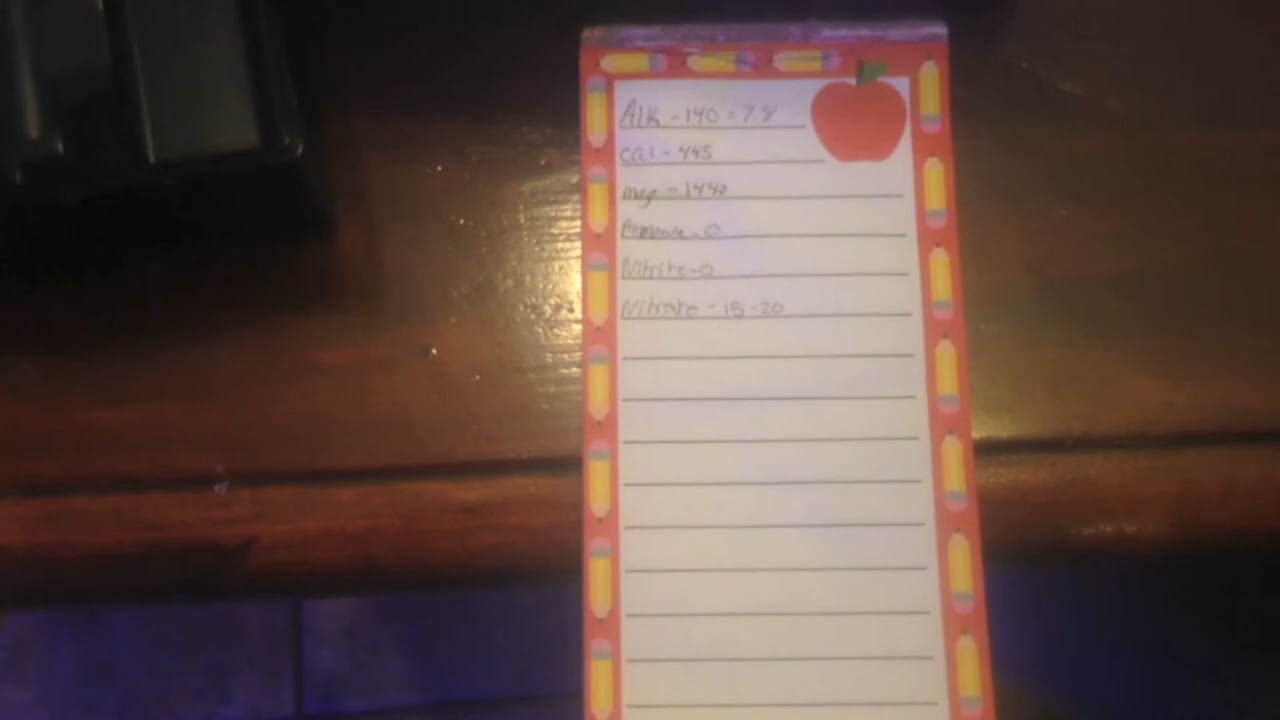 Alk - 140 = 7.8
cal - 445
mag - 1440
Ammonia - 0
Nitrite - 0
Nitrate - 15 - 20